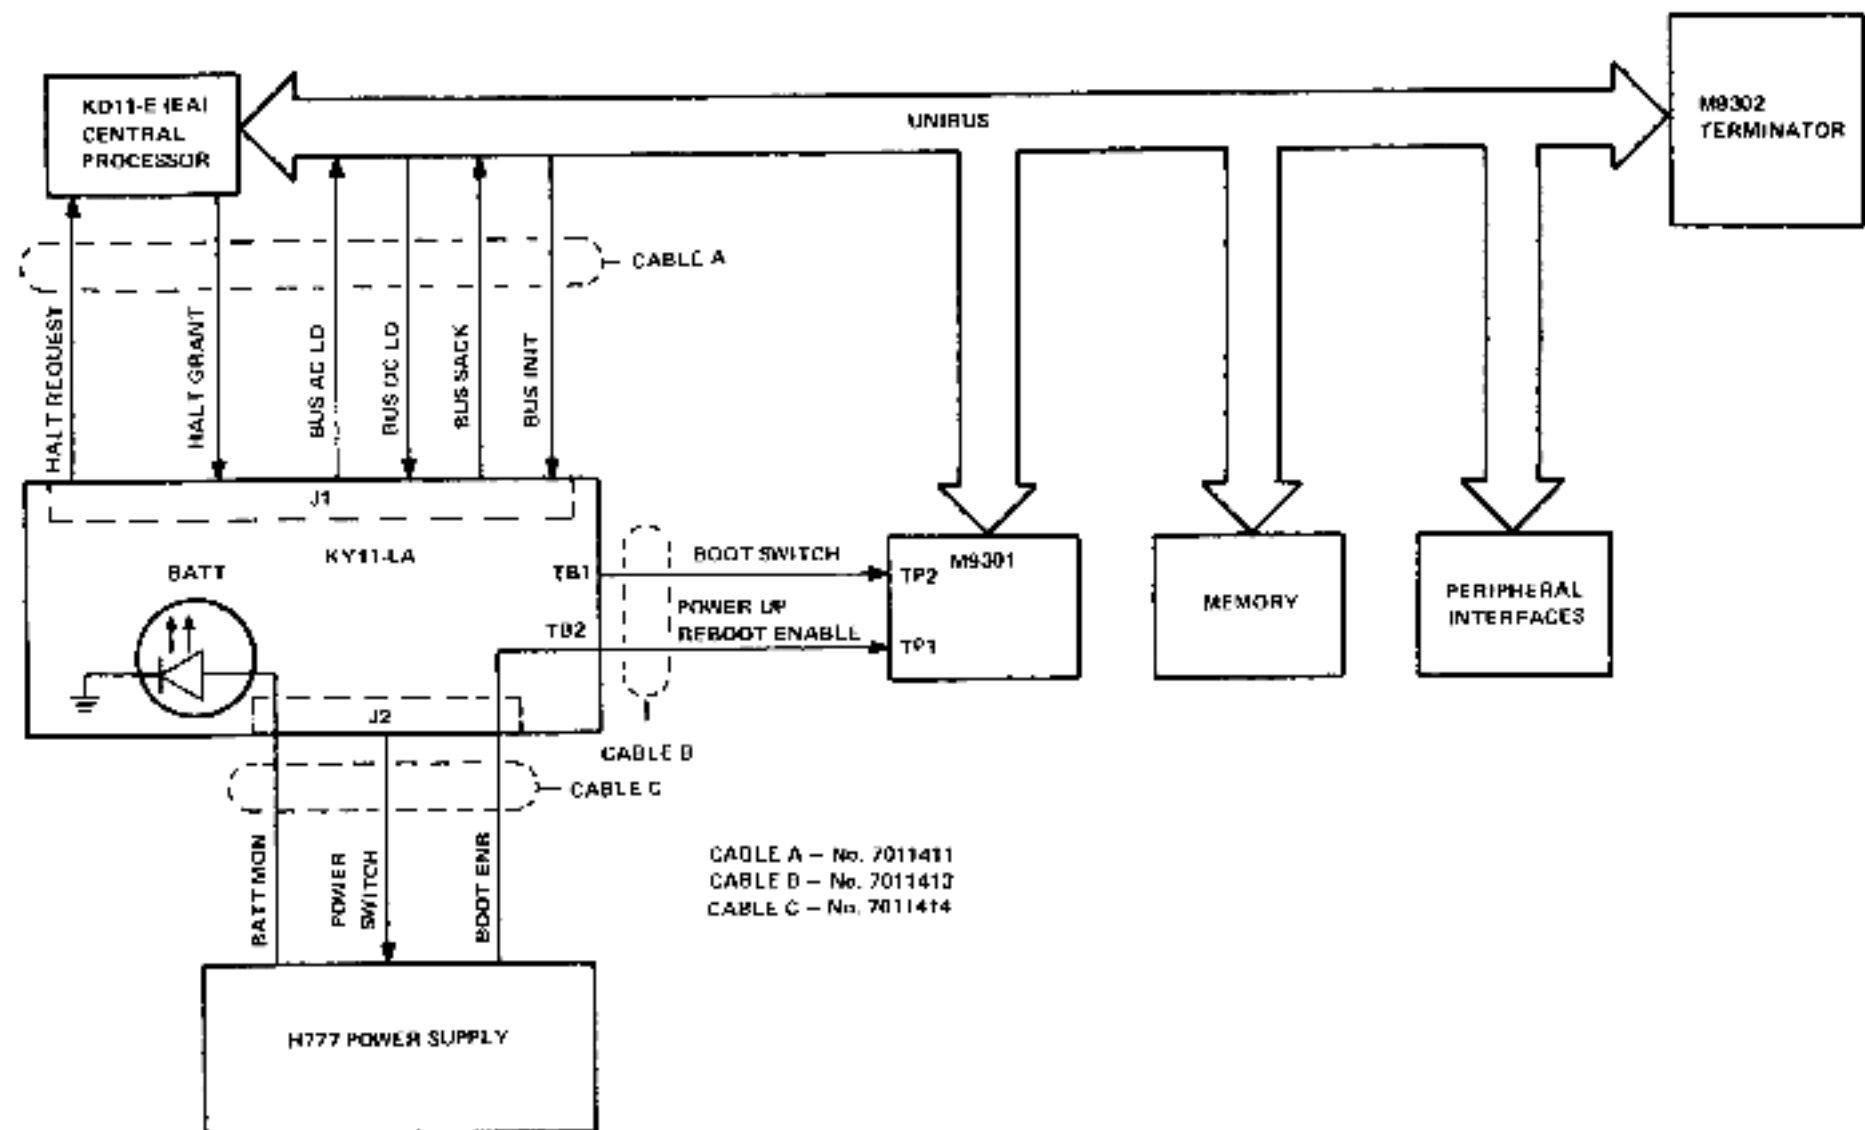 KD11-E (EA)
CENTRAL
PROCESSOR
UNIBUS
M9302
TERMINATOR
CABLE A
HALT REQUEST
HALT GRANT
BUS AC LO
BUS DC LO
BUS SACK
BUS INIT
J1
KY11-LA
BATT
TB1
TB2
J2
BOOT SWITCH
POWER UP
REBOOT ENABLE
TP2
M9301
TP1
MEMORY
PERIPHERAL
INTERFACES
CABLE B
CABLE C
BATT MON
POWER
SWITCH
BOOT ENB
CABLE A – No. 7011411
CABLE B – No. 7011413
CABLE C – No. 7011414
H777 POWER SUPPLY